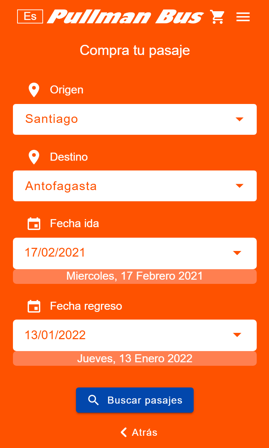 Es Pullman Bus
Compra tu pasaje
Origen
Santiago
Destino
Antofagasta
Fecha ida
17/02/2021
Miercoles, 17 Febrero 2021
Fecha regreso
13/01/2022
Jueves, 13 Enero 2022
Buscar pasajes
Atrás